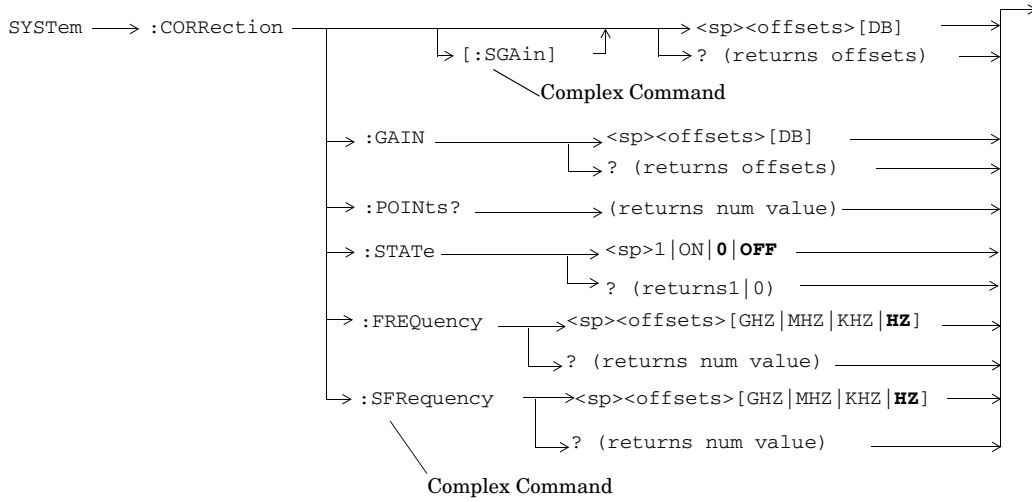 SYSTem :CORRection <sp><offsets>[DB]
[:SGAin] ? (returns offsets)
Complex Command
:GAIN <sp><offsets>[DB]
? (returns offsets)
:POINts? (returns num value)
:STATe <sp>1|ON|0|OFF
? (returns1|0)
:FREQuency <sp><offsets>[GHZ|MHZ|KHZ|HZ]
? (returns num value)
:SFRequency <sp><offsets>[GHZ|MHZ|KHZ|HZ]
? (returns num value)
Complex Command